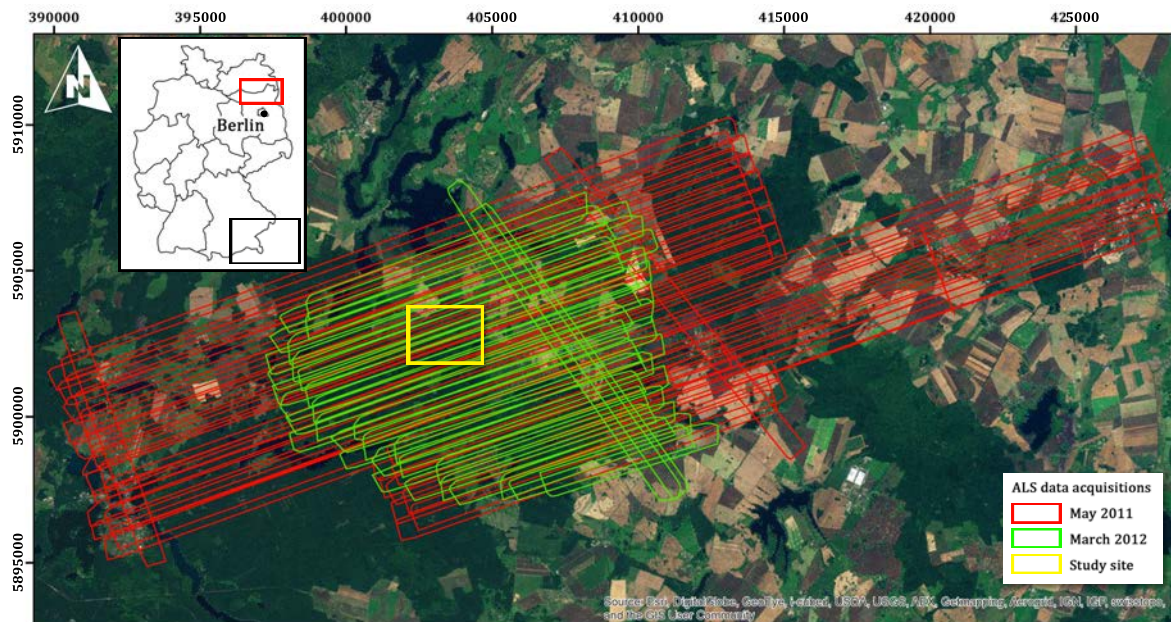 390000 395000 400000 405000 410000 415000 420000 425000
5910000
5905000
5900000
5895000
N
Berlin
ALS data acquisitions
May 2011
March 2012
Study site
Source: Esri, DigitalGlobe, GeoEye, i-cubed, USDA, USGS, AEX, Getmapping, Aerogrid, IGN, IGP, swisstopo,
and the GIS User Community